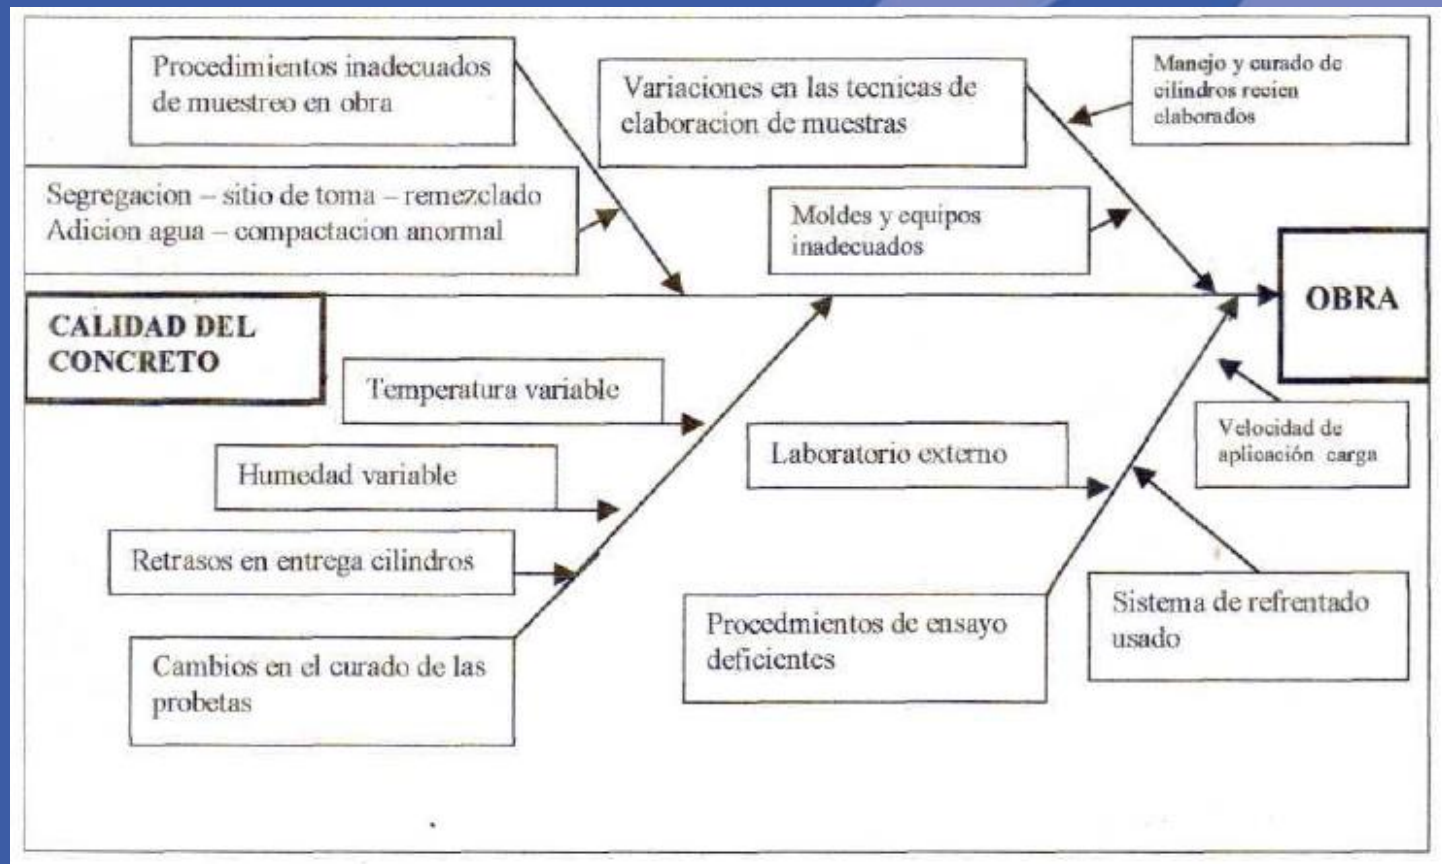 Procedimientos inadecuados
de muestreo en obra
Variaciones en las tecnicas de
elaboracion de muestras
Manejo y curado de
cilindros recien
elaborados
Segregacion – sitio de toma – remezclado
Adicion agua – compactacion anormal
Moldes y equipos
inadecuados
CALIDAD DEL
CONCRETO
OBRA
Temperatura variable
Humedad variable
Retrasos en entrega cilindros
Cambios en el curado de las
probetas
Laboratorio externo
Velocidad de
aplicación carga
Procedmientos de ensayo
deficientes
Sistema de refrentado
usado